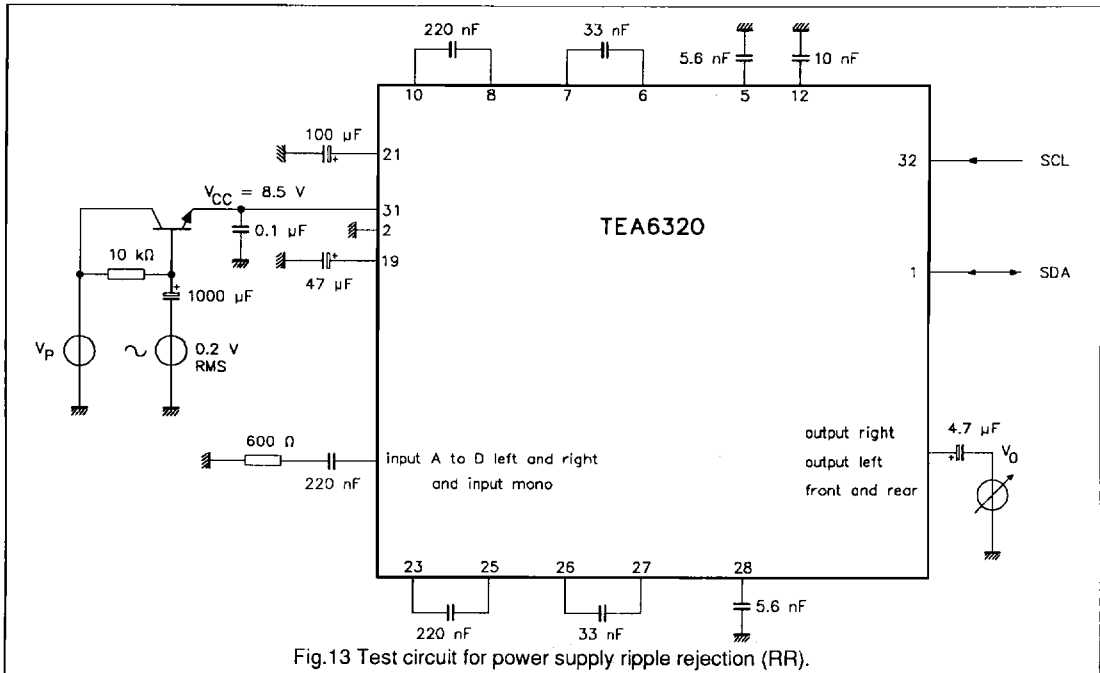 220 nF
33 nF
5.6 nF
10 nF
10
8
7
6
5
12
100 µF
+
21
32
SCL
V_CC = 8.5 V
31
TEA6320
2
0.1 µF
10 kΩ
+
19
1
SDA
+
1000 µF
47 µF
V_P
0.2 V
RMS
output right
4.7 µF
600 Ω
input A to D left and right
output left
+
V_O
220 nF
and input mono
front and rear
23
25
26
27
28
5.6 nF
220 nF
33 nF
Fig.13 Test circuit for power supply ripple rejection (RR).